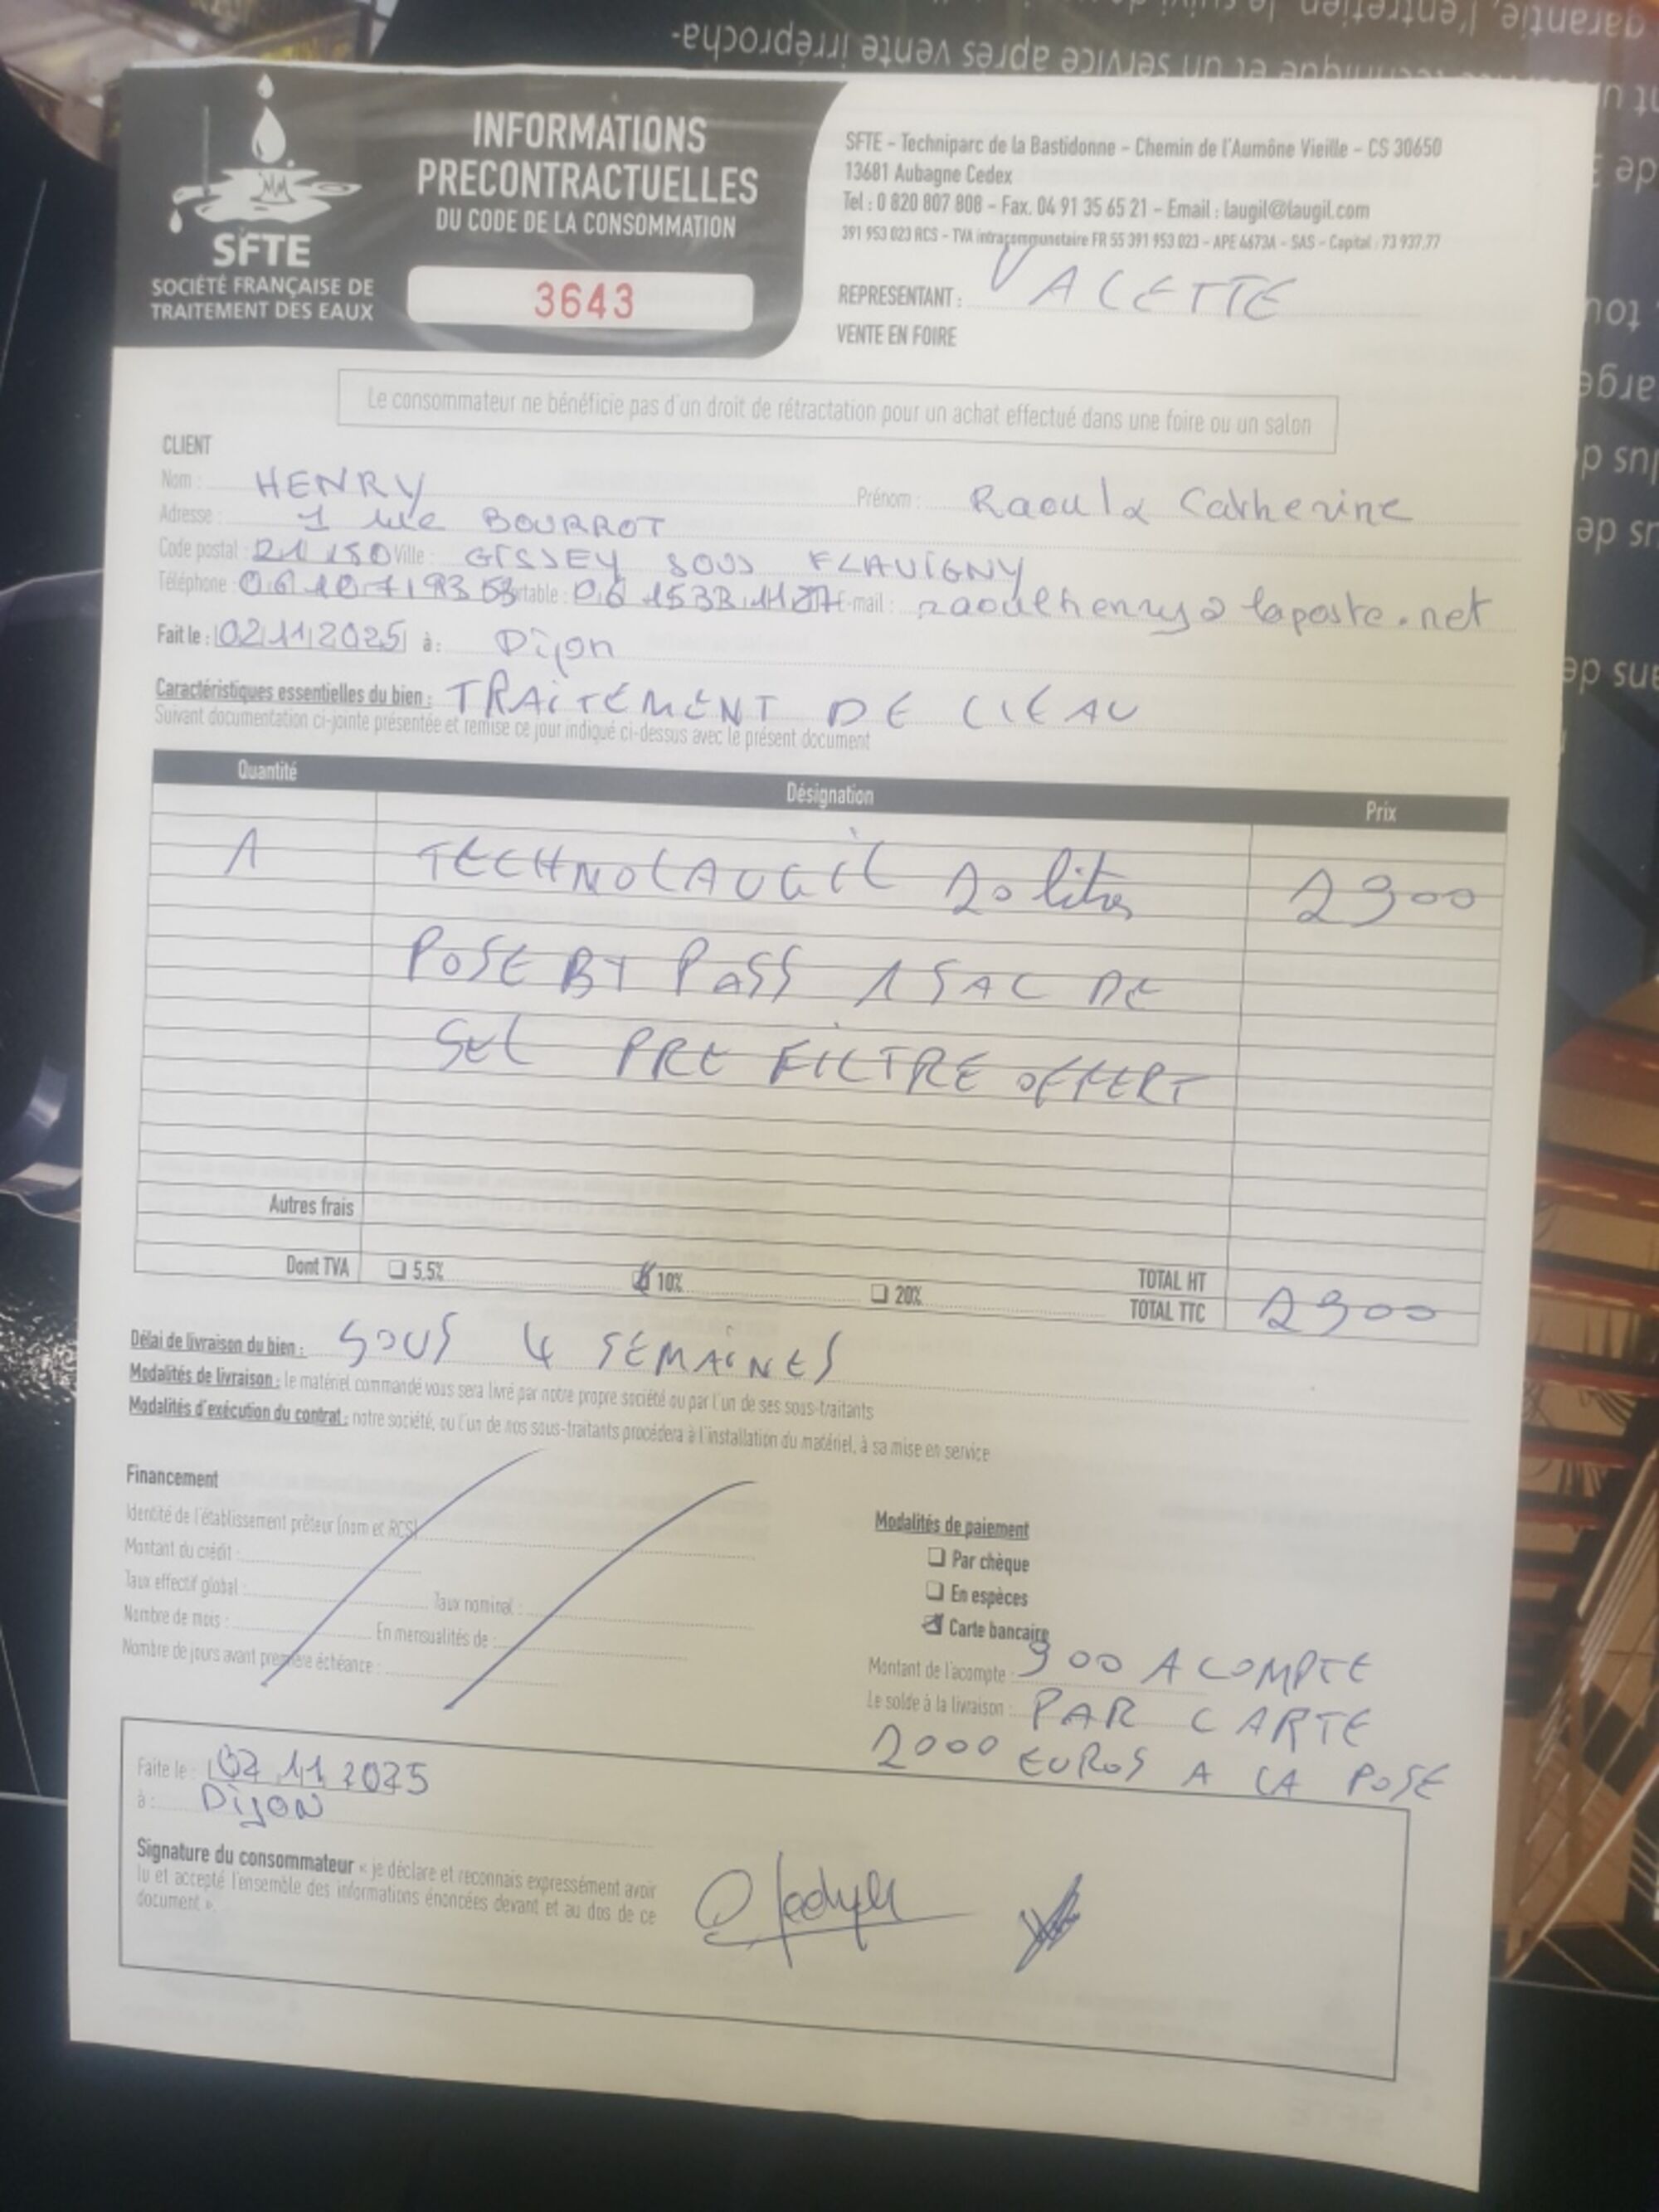 garantie, l'entretien, le suivi
technique et un service après vente irréprocha-
INFORMATIONS
PRECONTRACTUELLES
DU CODE DE LA CONSOMMATION
3643
SFTE
SOCIÉTÉ FRANÇAISE DE
TRAITEMENT DES EAUX
SFTE - Techniparc de la Bastidonne - Chemin de l'Aumône Vieille - CS 30650
13681 Aubagne Cedex
Tel : 0 820 807 808 - Fax. 04 91 35 65 21 - Email : laugil@laugil.com
391 953 023 RCS - TVA intracommunautaire FR 55 391 953 023 - APE 4673A - SAS - Capital : 73 937,77
REPRESENTANT : VALETTE
VENTE EN FOIRE
Le consommateur ne bénéficie pas d'un droit de rétractation pour un achat effectué dans une foire ou un salon
CLIENT
Nom : HENRY Prénom : Raoul & Catherine
Adresse : 1 rue BOURROT
Code postal : 21150 Ville : GISSEY SOUS FLAVIGNY
Téléphone : 06 10 71 93 53 Portable : 06 15 33 11 27 E-mail : raoulhenry@laposte.net
Fait le : 02 11 2025 à : Dijon
Caractéristiques essentielles du bien : TRAITEMENT DE L'EAU
Suivant documentation ci-jointe présentée et remise ce jour indiqué ci-dessus avec le présent document
Quantité Désignation Prix
1 TECHNOLAUGIL 20 litres 2900
POSE BY PASS 1 SAC DE
SEL PRE FILTRE OFFERT
Autres frais
Dont TVA 5,5% 10% 20% TOTAL HT
TOTAL TTC 2900
Délai de livraison du bien : SOUS 4 SEMAINES
Modalités de livraison : le matériel commandé vous sera livré par notre propre société ou par l'un de ses sous-traitants
Modalités d'exécution du contrat : notre société, ou l'un de nos sous-traitants procédera à l'installation du matériel, à sa mise en service
Financement
Identité de l'établissement prêteur (nom et RCS)
Montant du crédit :
Taux effectif global : Taux nominal :
Nombre de mois : En mensualités de :
Nombre de jours avant première échéance :
Modalités de paiement
Par chèque
En espèces
Carte bancaire
Montant de l'acompte : 900 ACOMPTE
Le solde à la livraison : PAR CARTE
2000 EUROS A LA POSE
Faite le : 02 11 2025
à : Dijon
Signature du consommateur « je déclare et reconnais expressément avoir
lu et accepté l'ensemble des informations énoncées devant et au dos de ce
document ».